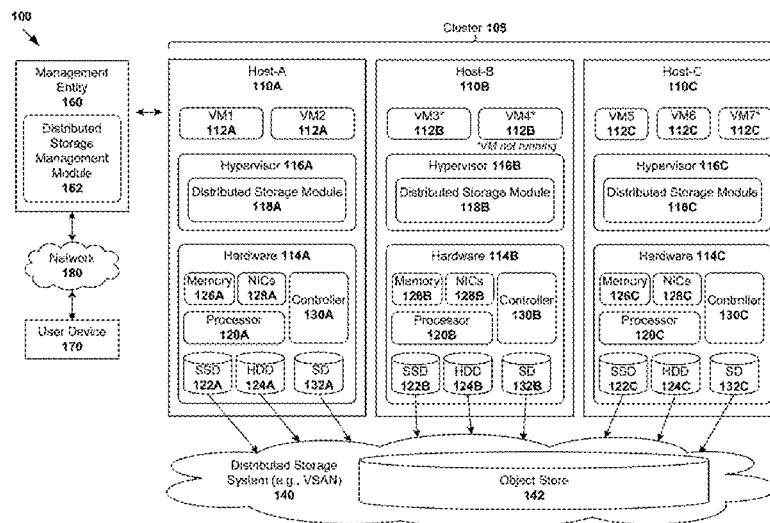 100
Cluster 105
Management
Entity
160
Distributed
Storage
Management
Module
162
Network
180
User Device
170
Host-A
110A
VM1
112A
VM2
112A
Hypervisor 116A
Distributed Storage Module
118A
Hardware 114A
Memory
126A
NICs
128A
Controller
130A
Processor
120A
SSD
122A
HDD
124A
SD
132A
Host-B
110B
VM3*
112B
VM4*
112B
*VM not running
Hypervisor 116B
Distributed Storage Module
118B
Hardware 114B
Memory
126B
NICs
128B
Controller
130B
Processor
120B
SSD
122B
HDD
124B
SD
132B
Host-C
110C
VM5
112C
VM6
112C
VM7*
112C
Hypervisor 116C
Distributed Storage Module
118C
Hardware 114C
Memory
126C
NICs
128C
Controller
130C
Processor
120C
SSD
122C
HDD
124C
SD
132C
Distributed Storage
System (e.g., VSAN)
140
Object Store
142